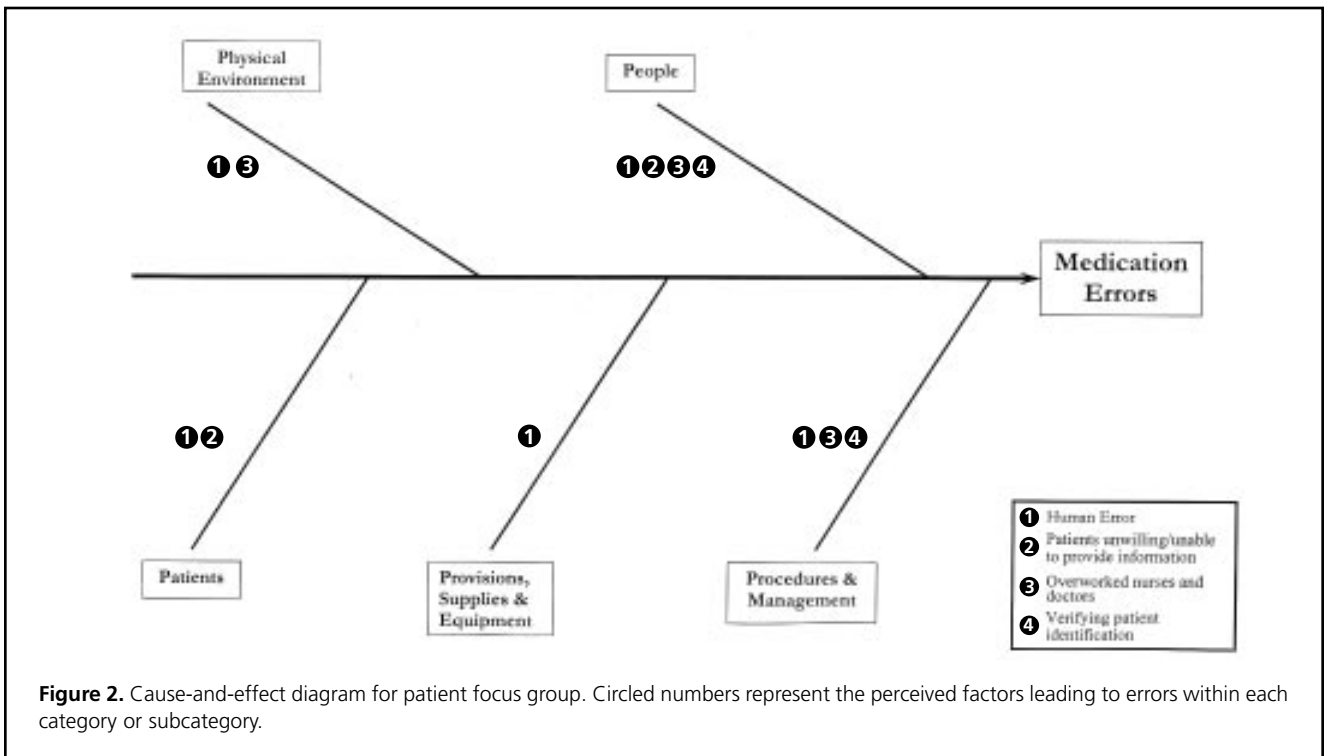 Physical
Environment
People
❶❸
❶❷❸❹
Medication
Errors
❶❷
❶
❶❸❹
Patients
Provisions,
Supplies &
Equipment
Procedures &
Management
❶ Human Error
❷ Patients unwilling/unable
to provide information
❸ Overworked nurses and
doctors
❹ Verifying patient
identification
Figure 2. Cause-and-effect diagram for patient focus group. Circled numbers represent the perceived factors leading to errors within each
category or subcategory.